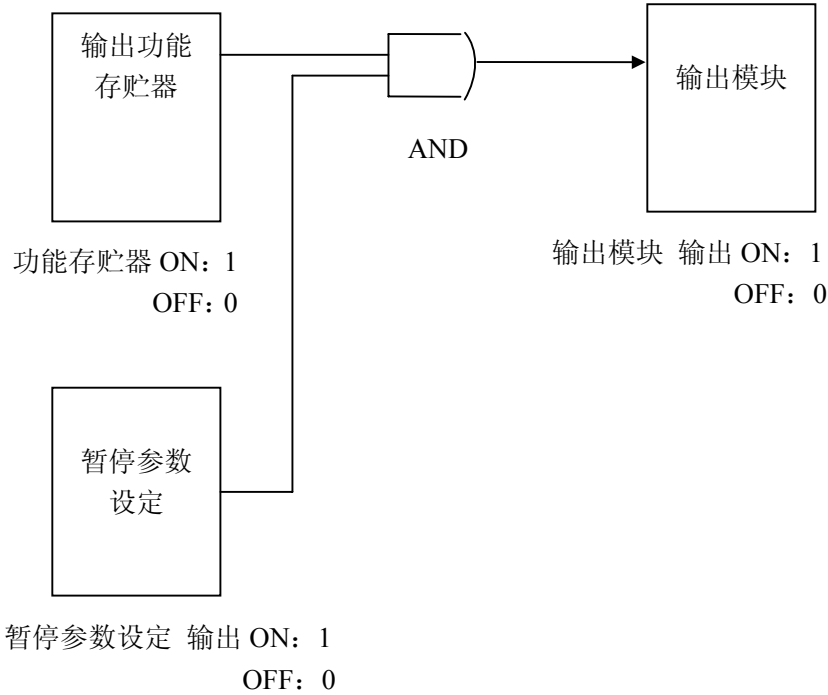 输出功能
存贮器
输出模块
AND
功能存贮器 ON：1
OFF：0
输出模块 输出 ON：1
OFF：0
暂停参数
设定
暂停参数设定 输出 ON：1
OFF：0